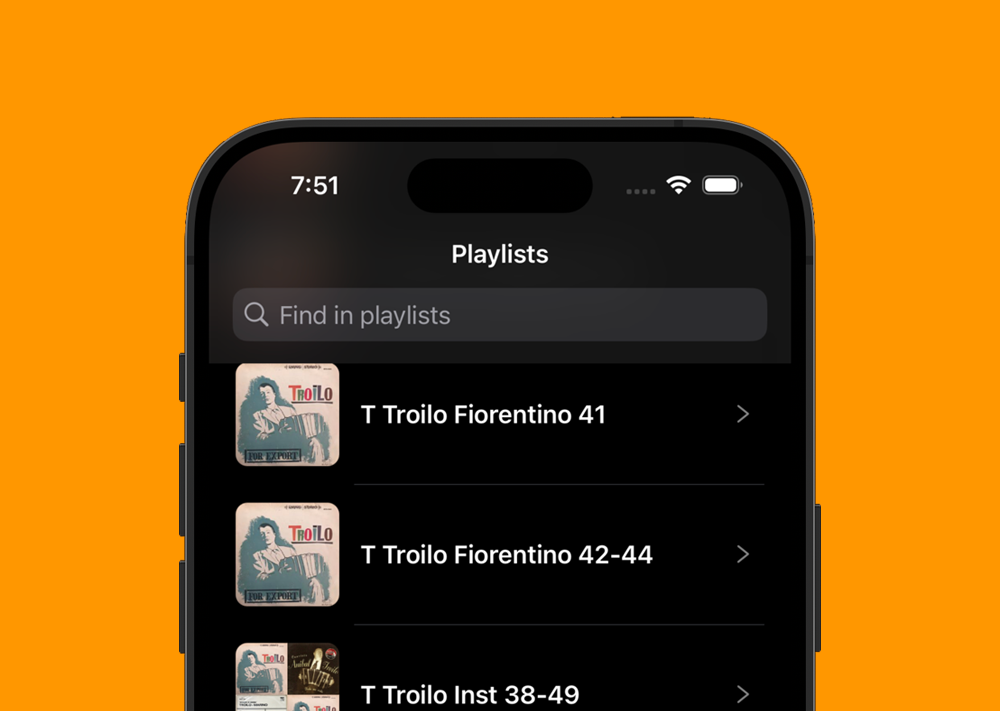 7:51
Playlists
Find in playlists
TROILO
FOR EXPORT
T Troilo Fiorentino 41
TROILO
FOR EXPORT
T Troilo Fiorentino 42-44
TROILO
T Troilo Inst 38-49